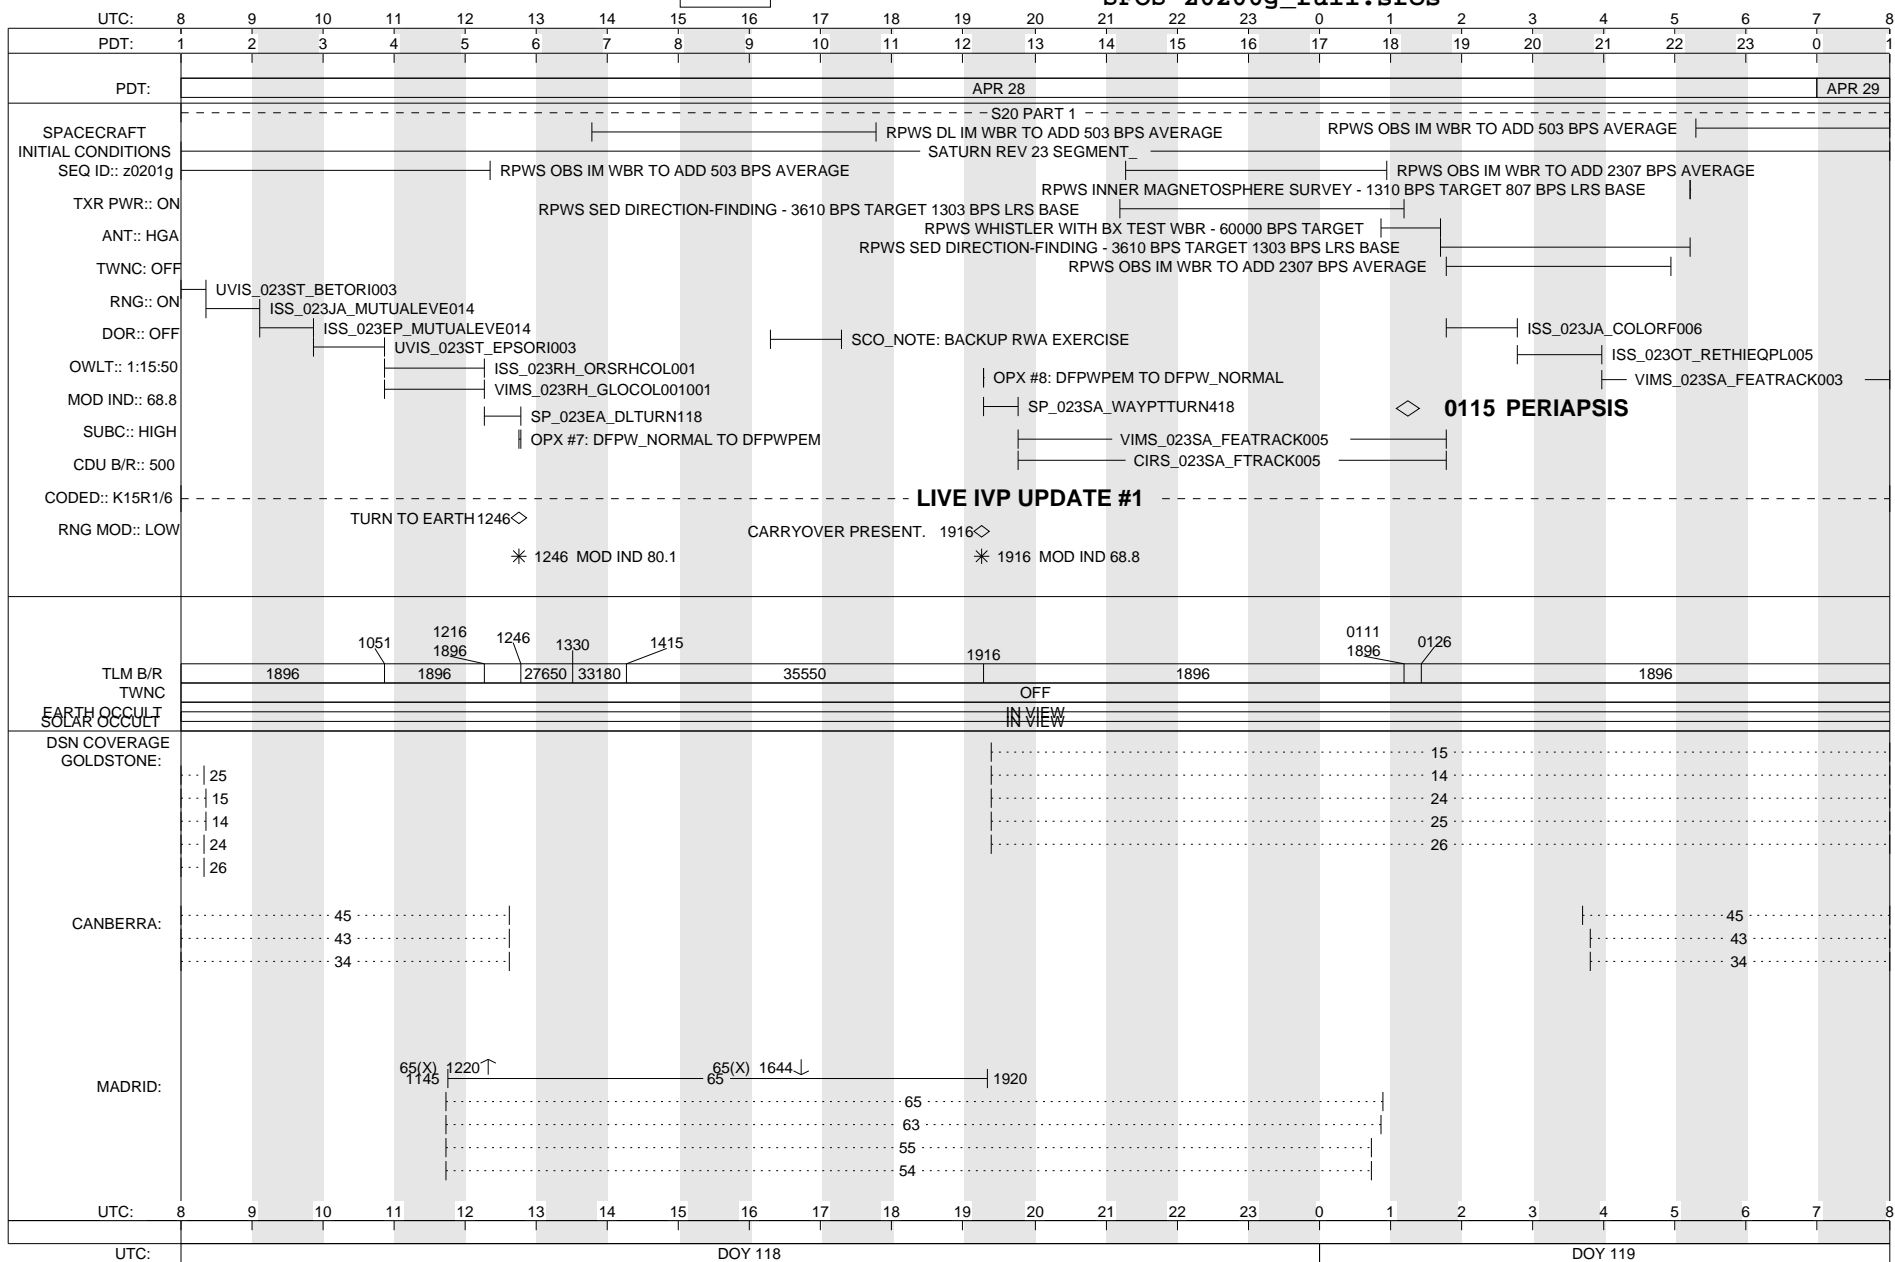 UTC: 8 9 10 11 12 13 14 15 16 17 18 19 20 21 22 23 0 1 2 3 4 5 6 7 8
PDT: 1 2 3 4 5 6 7 8 9 10 11 12 13 14 15 16 17 18 19 20 21 22 23 0 1
PDT: APR 28 APR 29
S20 PART 1
SPACECRAFT
RPWS DL IM WBR TO ADD 503 BPS AVERAGE
RPWS OBS IM WBR TO ADD 503 BPS AVERAGE
INITIAL CONDITIONS
SATURN REV 23 SEGMENT_
SEQ ID:: z0201g
RPWS OBS IM WBR TO ADD 503 BPS AVERAGE
RPWS OBS IM WBR TO ADD 2307 BPS AVERAGE
RPWS INNER MAGNETOSPHERE SURVEY - 1310 BPS TARGET 807 BPS LRS BASE
TXR PWR:: ON
RPWS SED DIRECTION-FINDING - 3610 BPS TARGET 1303 BPS LRS BASE
RPWS WHISTLER WITH BX TEST WBR - 60000 BPS TARGET
ANT:: HGA
RPWS SED DIRECTION-FINDING - 3610 BPS TARGET 1303 BPS LRS BASE
TWNC: OFF
RPWS OBS IM WBR TO ADD 2307 BPS AVERAGE
UVIS_023ST_BETORI003
RNG:: ON
ISS_023JA_MUTUALEVE014
ISS_023EP_MUTUALEVE014
ISS_023JA_COLORF006
DOR:: OFF
SCO_NOTE: BACKUP RWA EXERCISE
UVIS_023ST_EPSORI003
ISS_023OT_RETHIEQPL005
OWLT:: 1:15:50
ISS_023RH_ORSRHCOL001
OPX #8: DFPWPEM TO DFPW_NORMAL
VIMS_023SA_FEATRACK003
VIMS_023RH_GLOCOL001001
MOD IND:: 68.8
SP_023SA_WAYPTTURN418
0115 PERIAPSIS
SP_023EA_DLTURN118
SUBC:: HIGH
OPX #7: DFPW_NORMAL TO DFPWPEM
VIMS_023SA_FEATRACK005
CDU B/R:: 500
CIRS_023SA_FTRACK005
CODED:: K15R1/6
LIVE IVP UPDATE #1
TURN TO EARTH 1246
RNG MOD:: LOW
CARRYOVER PRESENT. 1916
1246 MOD IND 80.1
1916 MOD IND 68.8
1051 1216 1896 1246 1330 1415 1916 0111 1896 0126
TLM B/R 1896 1896 27650 33180 35550 1896 1896
TWNC OFF
EARTH OCCULT IN VIEW
SOLAR OCCULT IN VIEW
DSN COVERAGE
GOLDSTONE:
15
25 14
15 24
14 25
24 26
26
CANBERRA:
45 45
43 43
34 34
MADRID:
65(X) 1220 65(X) 1644
1145 65 1920
65
63
55
54
UTC: 8 9 10 11 12 13 14 15 16 17 18 19 20 21 22 23 0 1 2 3 4 5 6 7 8
UTC: DOY 118 DOY 119